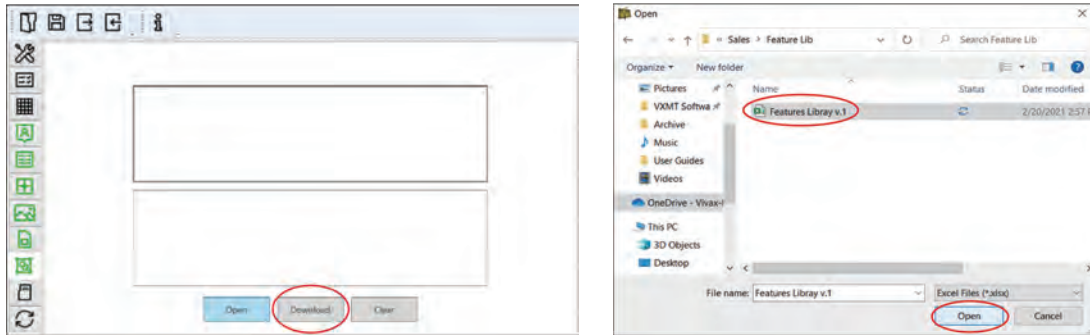 Open
Download
Clear
Open
« Sales > Feature Lib
Search Feature Lib
Organize
New folder
Name
Status
Date modified
Pictures
VXMT Softwa
Archive
Music
User Guides
Videos
OneDrive - Vivax-
This PC
3D Objects
Desktop
Features Libray v.1
2/20/2021 2:57
File name: Features Libray v.1
Excel Files (*.xlsx)
Open
Cancel